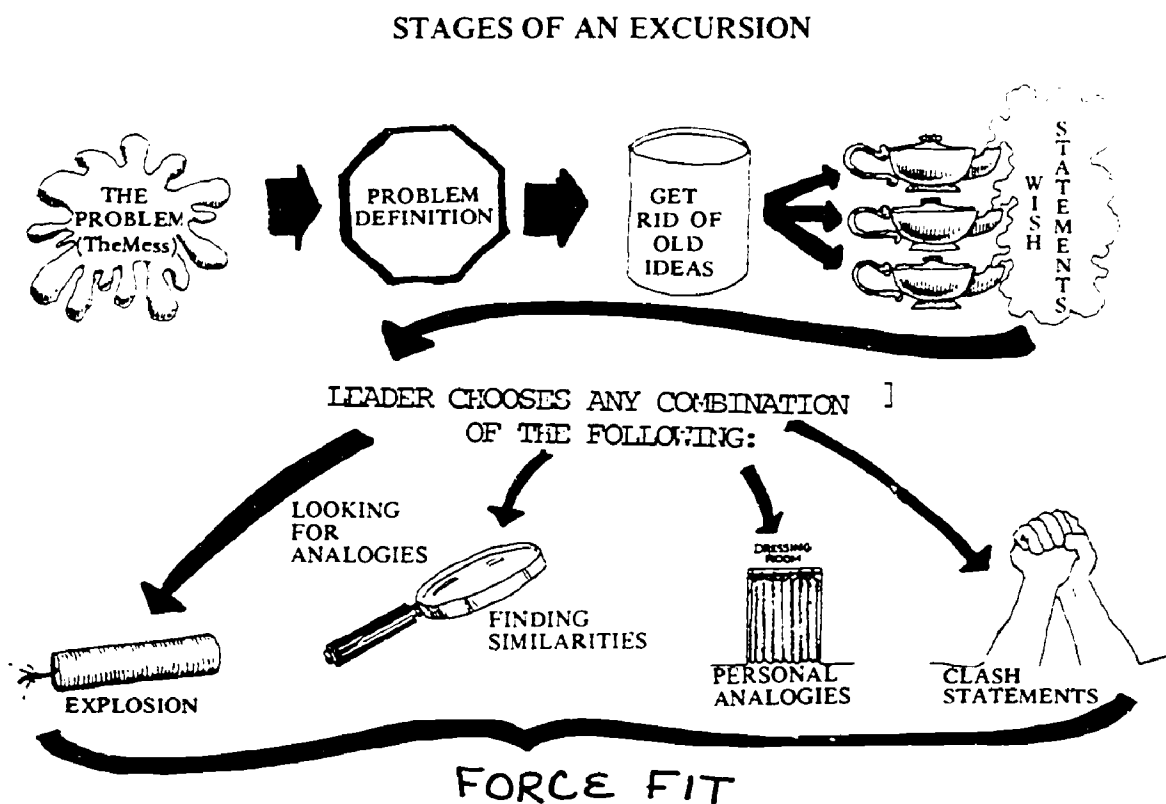 STAGES OF AN EXCURSION
THE
PROBLEM
(TheMess)
PROBLEM
DEFINITION
GET
RID OF
OLD
IDEAS
WISH
STATEMENTS
LEADER CHOOSES ANY COMBINATION ]
OF THE FOLLOWING:
LOOKING
FOR
ANALOGIES
EXPLOSION
FINDING
SIMILARITIES
DRESSING
ROOM
PERSONAL
ANALOGIES
CLASH
STATEMENTS
FORCE FIT